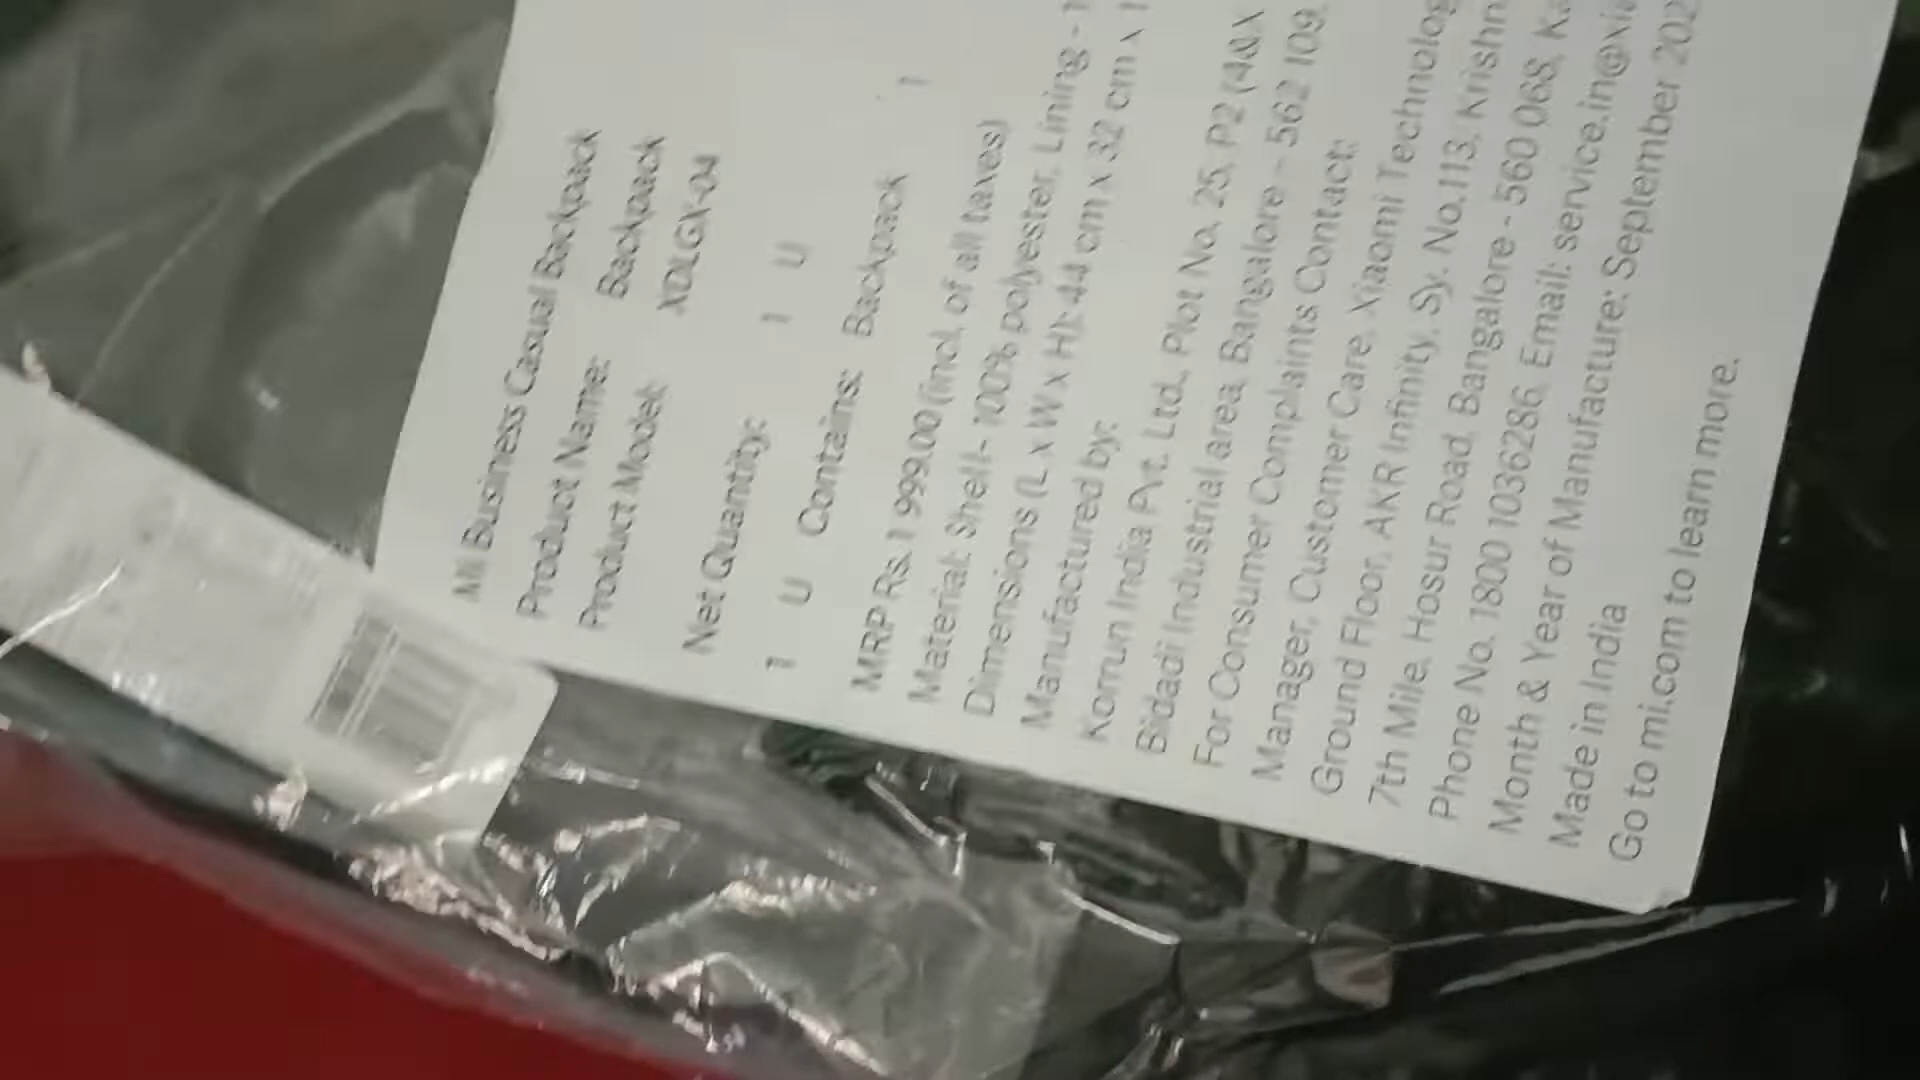 Mi Business Casual Backpack
Product Name: Backpack
Product Model: XDLGX-04
Net Quantity: 1 U
1 U Contains: Backpack 1
MRP Rs.1 999.00 (incl. of all taxes)
Material: Shell- 100% polyester, Lining -
Dimensions (L x W x H): 44 cm x 32 cm x 1
Manufactured by:
Korrun India Pvt. Ltd., Plot No. 25, P2 (40,
Bidadi Industrial area, Bangalore - 562 109.
For Consumer Complaints Contact:
Manager, Customer Care, Xiaomi Technolog
Ground Floor, AKR Infinity, Sy. No.113, Krishn
7th Mile, Hosur Road, Bangalore - 560 068, Ka
Phone No. 1800 1036286, Email: service.in@xi
Month & Year of Manufacture: September 202
Made in India
Go to mi.com to learn more.